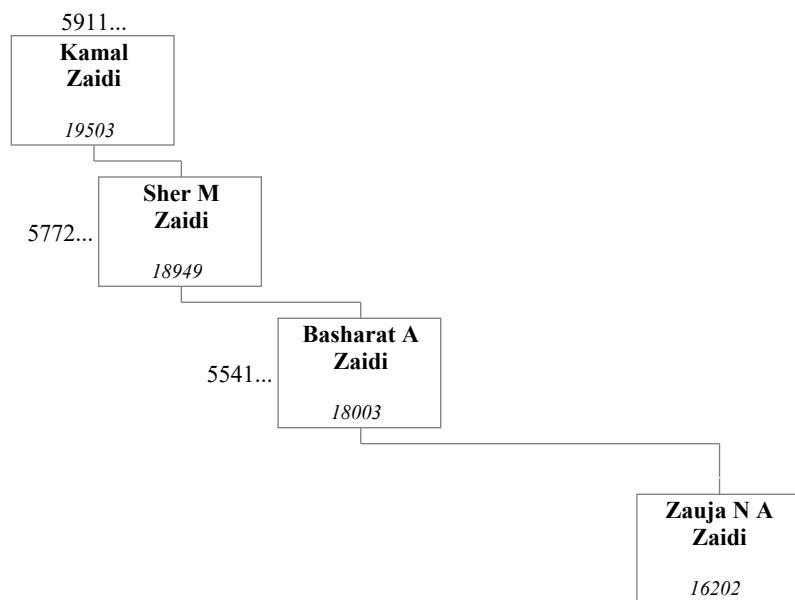 5911...
Kamal
Zaidi
19503
Sher M
Zaidi
5772...
18949
Basharat A
Zaidi
5541...
18003
Zauja N A
Zaidi
16202